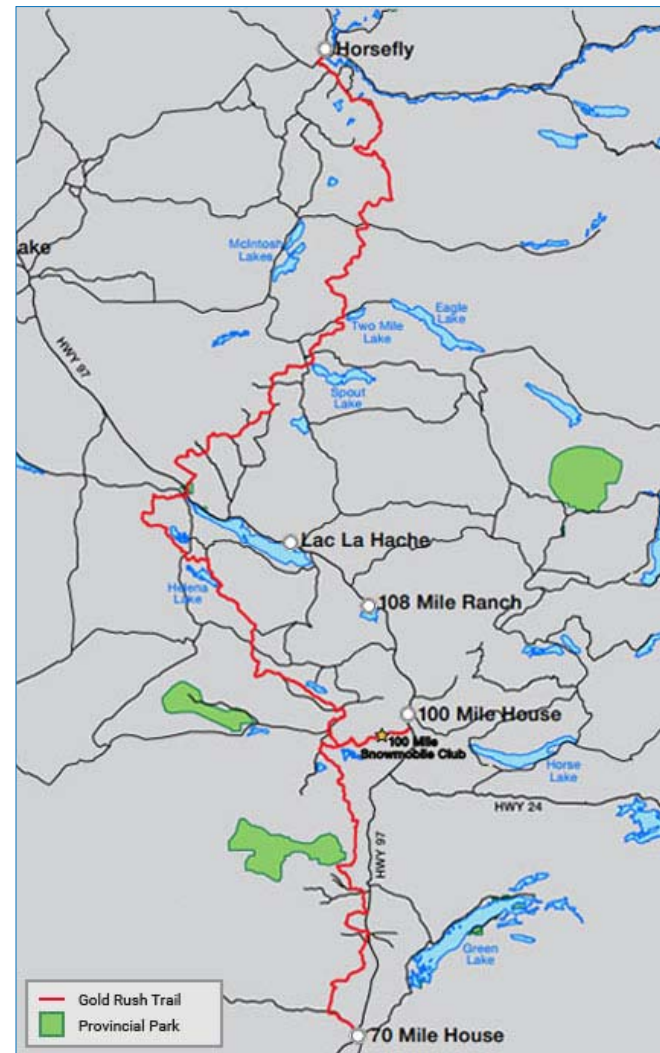 Horsefly
McIntosh
Lakes
ake
Eagle
Lake
Two Mile
Lake
HWY 97
Spout
Lake
Lac La Hache
Helena
Lake
108 Mile Ranch
100 Mile House
100 Mile
Snowmobile Club
Horse
Lake
HWY 24
HWY 97
Green
Lake
Gold Rush Trail
Provincial Park
70 Mile House